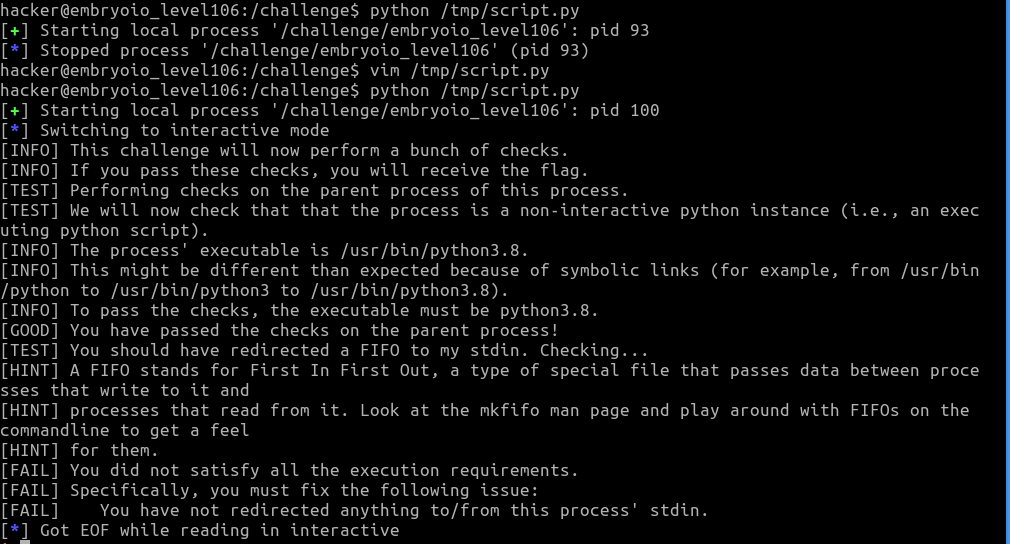 hacker@embryoio_level106:/challenge$ python /tmp/script.py
[+] Starting local process '/challenge/embryoio_level106': pid 93
[*] Stopped process '/challenge/embryoio_level106' (pid 93)
hacker@embryoio_level106:/challenge$ vim /tmp/script.py
hacker@embryoio_level106:/challenge$ python /tmp/script.py
[+] Starting local process '/challenge/embryoio_level106': pid 100
[*] Switching to interactive mode
[INFO] This challenge will now perform a bunch of checks.
[INFO] If you pass these checks, you will receive the flag.
[TEST] Performing checks on the parent process of this process.
[TEST] We will now check that that the process is a non-interactive python instance (i.e., an exec
uting python script).
[INFO] The process' executable is /usr/bin/python3.8.
[INFO] This might be different than expected because of symbolic links (for example, from /usr/bin
/python to /usr/bin/python3 to /usr/bin/python3.8).
[INFO] To pass the checks, the executable must be python3.8.
[GOOD] You have passed the checks on the parent process!
[TEST] You should have redirected a FIFO to my stdin. Checking...
[HINT] A FIFO stands for First In First Out, a type of special file that passes data between proce
sses that write to it and
[HINT] processes that read from it. Look at the mkfifo man page and play around with FIFOs on the
commandline to get a feel
[HINT] for them.
[FAIL] You did not satisfy all the execution requirements.
[FAIL] Specifically, you must fix the following issue:
[FAIL]    You have not redirected anything to/from this process' stdin.
[*] Got EOF while reading in interactive